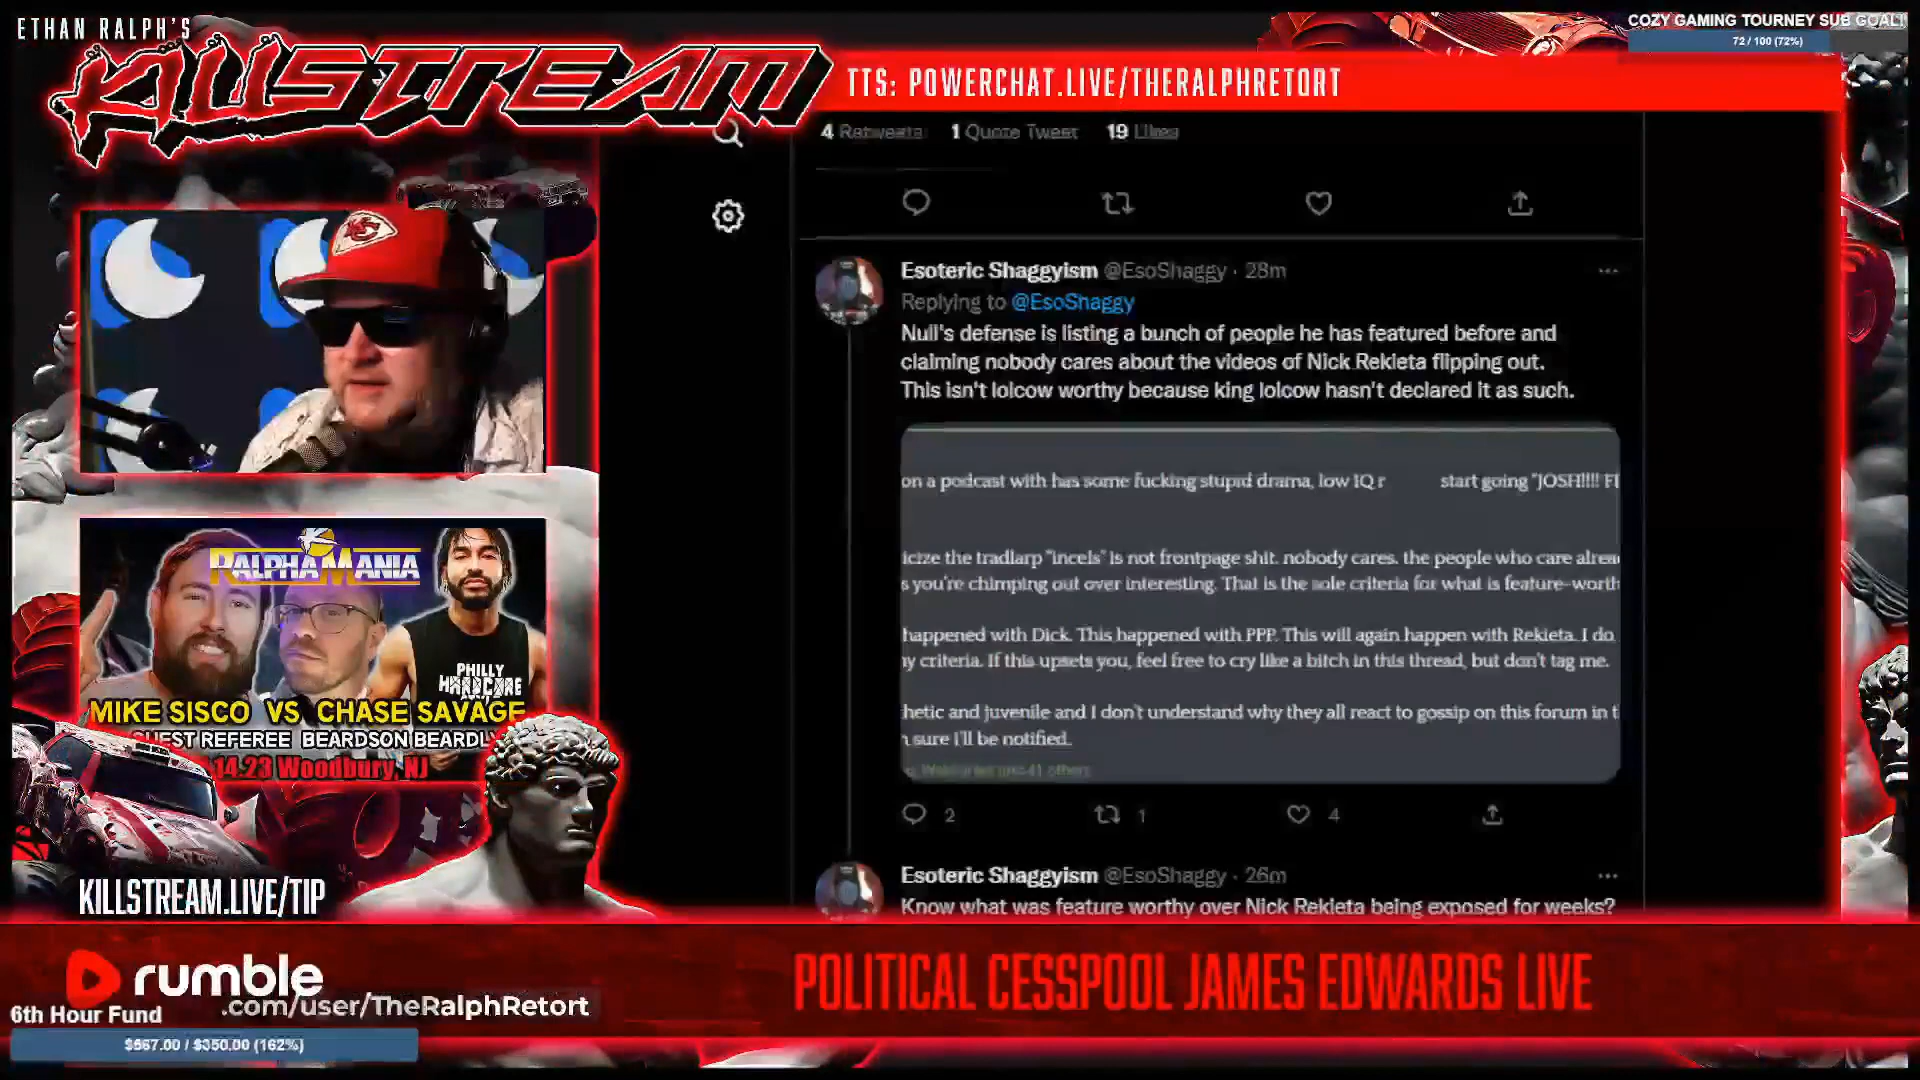 ETHAN RALPH'S
KILLSTREAM
COZY GAMING TOURNEY SUB GOAL!
72 / 100 (72%)
TTS: POWERCHAT.LIVE/THERALPHRETORT
4 Retweets 1 Quote Tweet 19 Likes
Esoteric Shaggyism @EsoShaggy · 28m
Replying to @EsoShaggy
Null's defense is listing a bunch of people he has featured before and
claiming nobody cares about the videos of Nick Rekieta flipping out.
This isn't lolcow worthy because king lolcow hasn't declared it as such.
on a podcast with has some fucking stupid drama, low IQ r start going "JOSH!!!! FI
icize the tradlarp "incels" is not frontpage shit. nobody cares. the people who care alrea
s you're chimping out over interesting. That is the sole criteria for what is feature-worth
happened with Dick. This happened with PPP. This will again happen with Rekieta. I do
ny criteria. If this upsets you, feel free to cry like a bitch in this thread, but don't tag me.
hetic and juvenile and I don't understand why they all react to gossip on this forum in t
sure I'll be notified.
and 41 others
2 1 4
Esoteric Shaggyism @EsoShaggy · 26m
Know what was feature worthy over Nick Rekieta being exposed for weeks?
RALPHAMANIA
PHILLY
HARDCORE
MIKE SISCO VS CHASE SAVAGE
GUEST REFEREE BEARDSON BEARDLY
14.23 Woodbury, NJ
KILLSTREAM.LIVE/TIP
rumble
.com/user/TheRalphRetort
6th Hour Fund
$567.00 / $350.00 (162%)
POLITICAL CESSPOOL JAMES EDWARDS LIVE